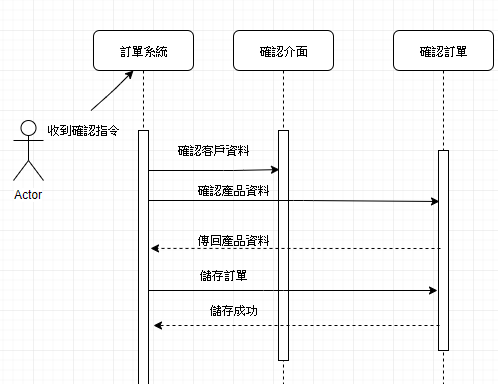 訂單系統
確認介面
確認訂單
收到確認指令
Actor
確認客戶資料
確認產品資料
傳回產品資料
儲存訂單
儲存成功